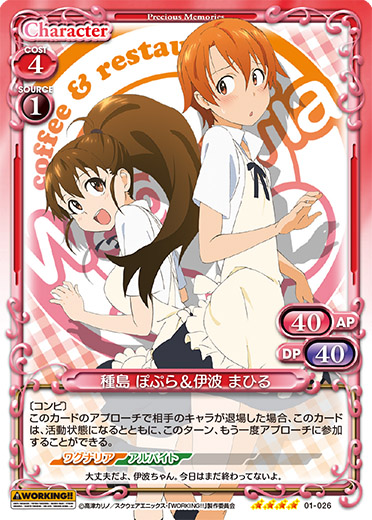 Precious Memories
Character
COST
4
SOURCE
1
coffee & restaurant
40 AP
DP 40
種島 ぽぷら&伊波 まひる
［コンビ］
このカードのアプローチで相手のキャラが退場した場合、このカード
は、活動状態になるとともに、このターン、もう一度アプローチに参加
することができる。
ワグナリア アルバイト
大丈夫だよ、伊波ちゃん。今日はまだ終わってないよ。
WORKING!!
©高津カリノ／スクウェアエニックス・「WORKING!!」製作委員会
01-026